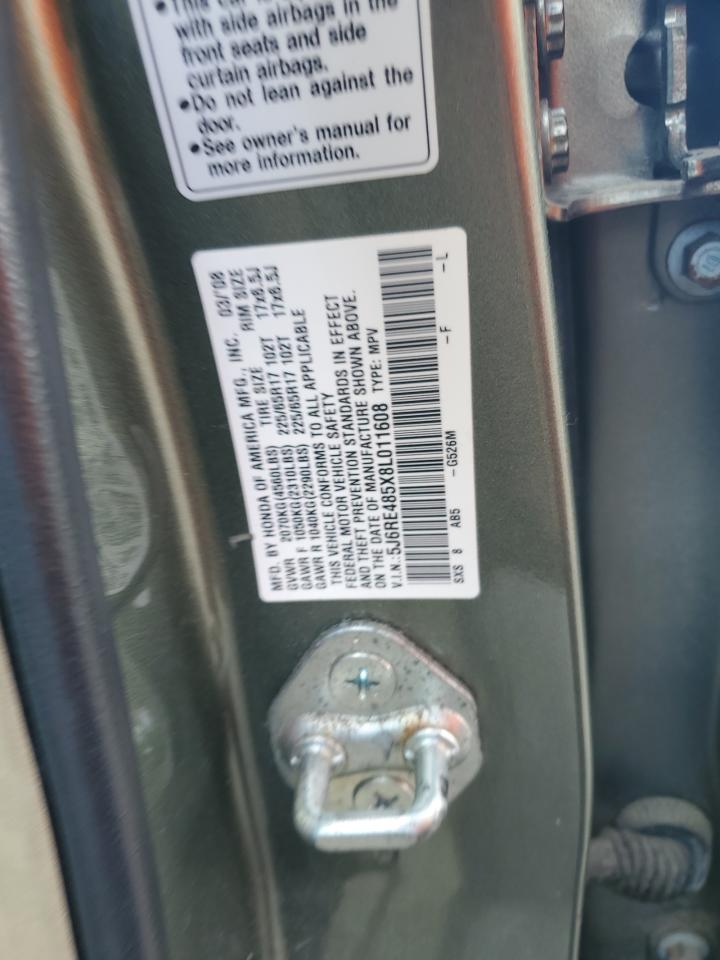 •This car is
with side airbags in the
front seats and side
curtain airbags.
•Do not lean against the
door.
•See owner's manual for
more information.
MFD. BY HONDA OF AMERICA MFG., INC. 03/'08
TIRE SIZE RIM SIZE
GVWR 2070KG(4560LBS)
GAWR F 1050KG(2310LBS) 225/65R17 102T 17x6.5J
GAWR R 1040KG(2290LBS) 225/65R17 102T 17x6.5J
THIS VEHICLE CONFORMS TO ALL APPLICABLE
FEDERAL MOTOR VEHICLE SAFETY
AND THEFT PREVENTION STANDARDS IN EFFECT
ON THE DATE OF MANUFACTURE SHOWN ABOVE.
V.I.N.:5J6RE485X8L011608 TYPE: MPV
SXS 8 AB5 -G526M -F -L